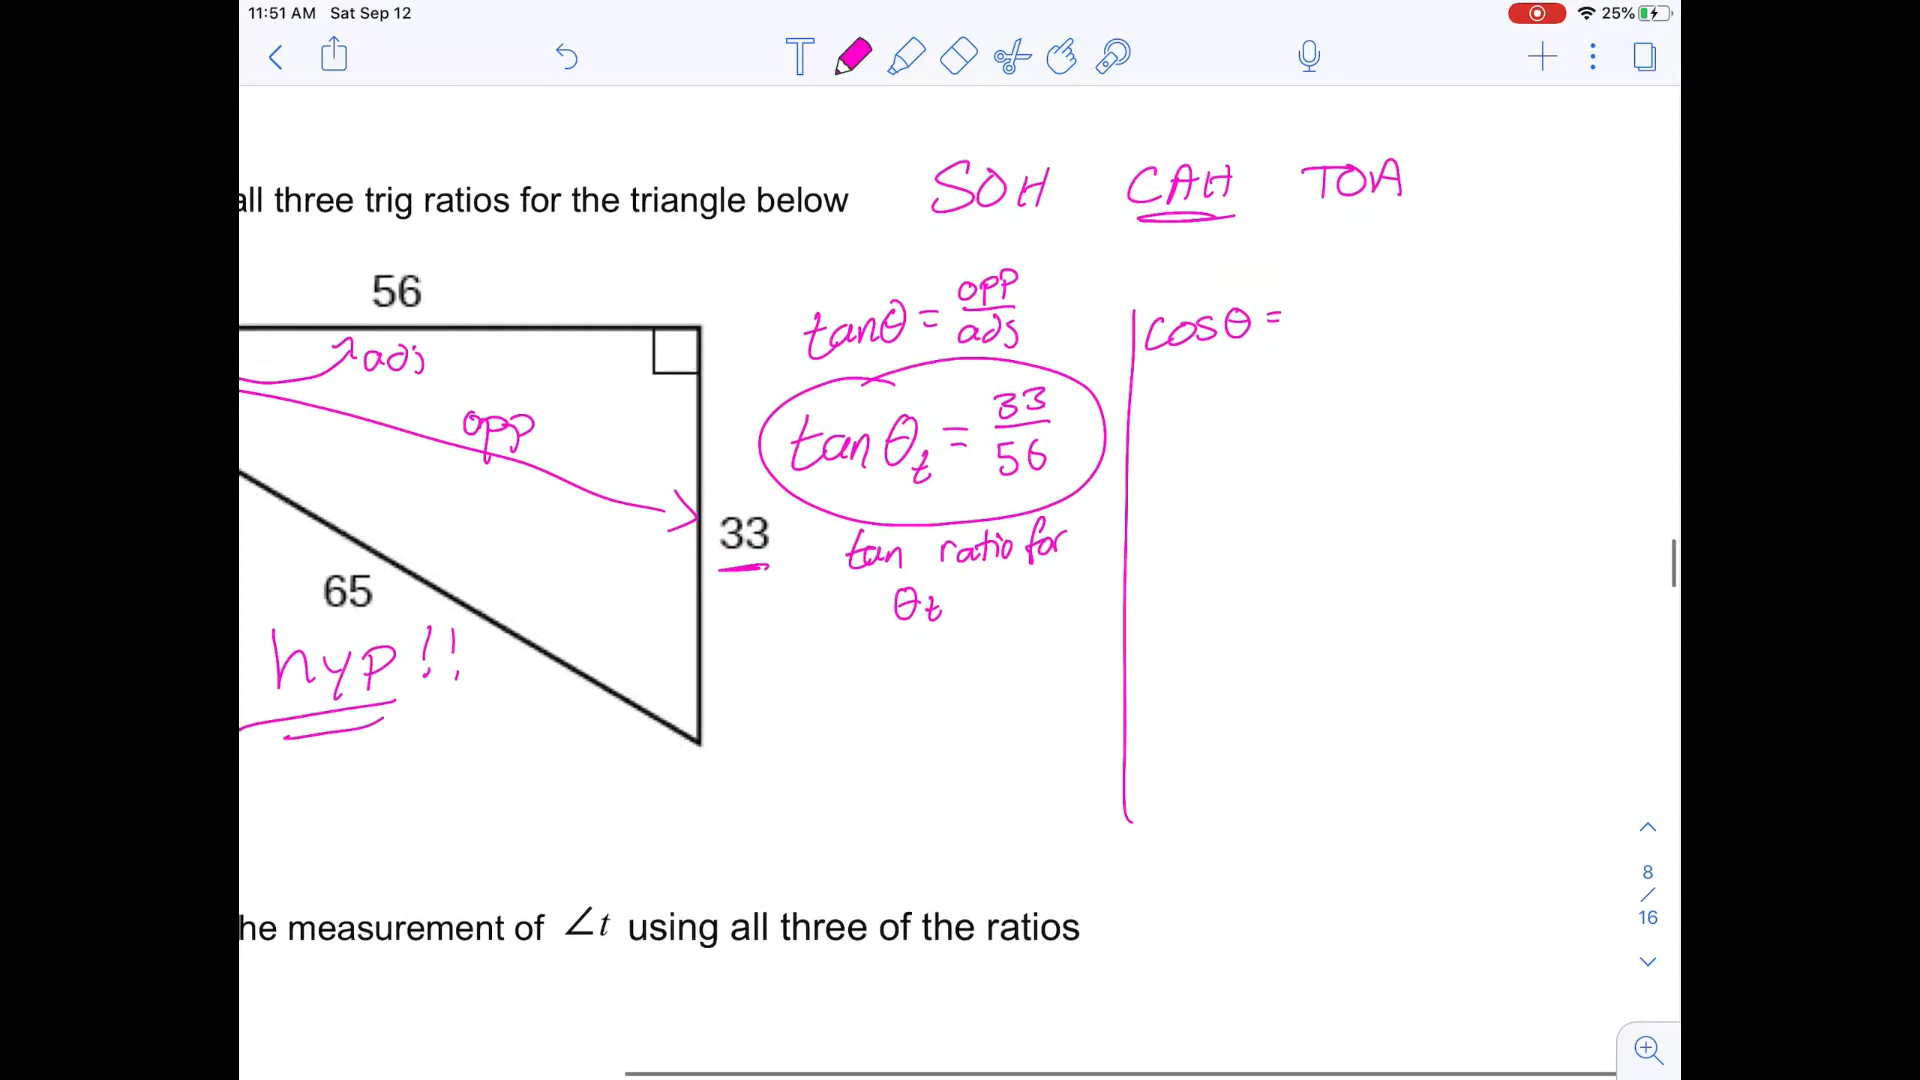 11:51 AM Sat Sep 12
25%
T
all three trig ratios for the triangle below
SOH CAH TOA
56
adj
opp
33
65
hyp!!
tanθ = opp/adj
tan θt = 33/56
tan ratio for
θt
cosθ =
8
/
16
he measurement of ∠t using all three of the ratios